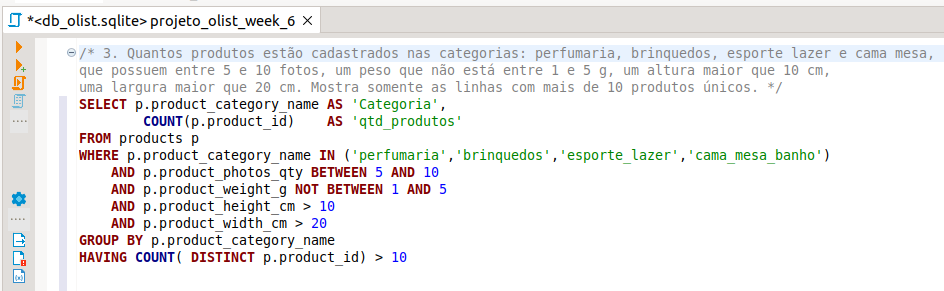 *<db_olist.sqlite> projeto_olist_week_6
/* 3. Quantos produtos estão cadastrados nas categorias: perfumaria, brinquedos, esporte lazer e cama mesa,
que possuem entre 5 e 10 fotos, um peso que não está entre 1 e 5 g, um altura maior que 10 cm,
uma largura maior que 20 cm. Mostra somente as linhas com mais de 10 produtos únicos. */
SELECT p.product_category_name AS 'Categoria',
COUNT(p.product_id) AS 'qtd_produtos'
FROM products p
WHERE p.product_category_name IN ('perfumaria','brinquedos','esporte_lazer','cama_mesa_banho')
AND p.product_photos_qty BETWEEN 5 AND 10
AND p.product_weight_g NOT BETWEEN 1 AND 5
AND p.product_height_cm > 10
AND p.product_width_cm > 20
GROUP BY p.product_category_name
HAVING COUNT( DISTINCT p.product_id) > 10